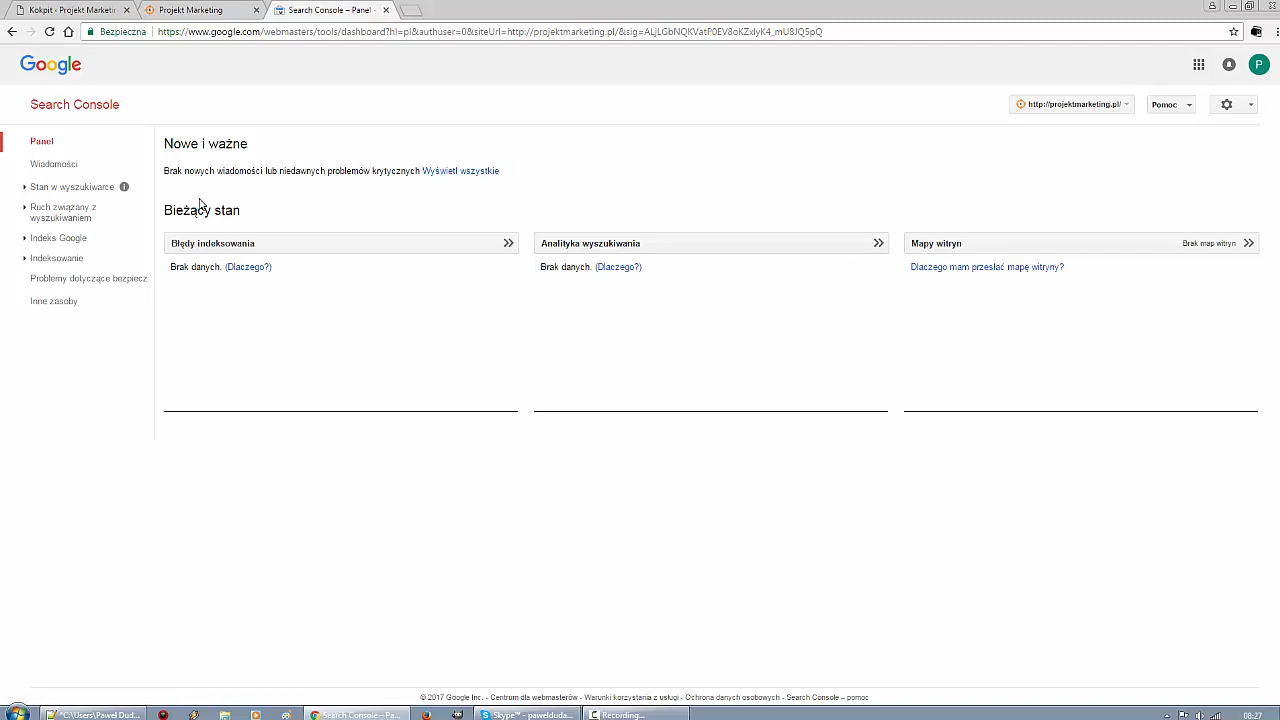 Kokpit ‹ Projekt Marketin
Projekt Marketing
Search Console – Panel -
Bezpieczna
https://www.google.com/webmasters/tools/dashboard?hl=pl&authuser=0&siteUrl=http://projektmarketing.pl/&sig=
Google
P
Search Console
http://projektmarketing.pl/
Pomoc
Panel
Wiadomości
Stan w wyszukiwarce
Ruch związany z
wyszukiwaniem
Indeks Google
Indeksowanie
Problemy dotyczące bezpiecz
Inne zasoby
Nowe i ważne
Brak nowych wiadomości lub niedawnych problemów krytycznych Wyświetl wszystkie
Bieżący stan
Błędy indeksowania
Brak danych. (Dlaczego?)
Analityka wyszukiwania
Brak danych. (Dlaczego?)
Mapy witryn
Brak map witryn
Dlaczego mam przesłać mapę witryny?
© 2017 Google Inc. - Centrum dla webmasterów - Warunki korzystania z usługi - Ochrona danych osobowych - Search Console – pomoc
*C:\Users\Paweł Dud...
Search Console – Pa...
Skype™ - pawelduda...
Recording...
08:27